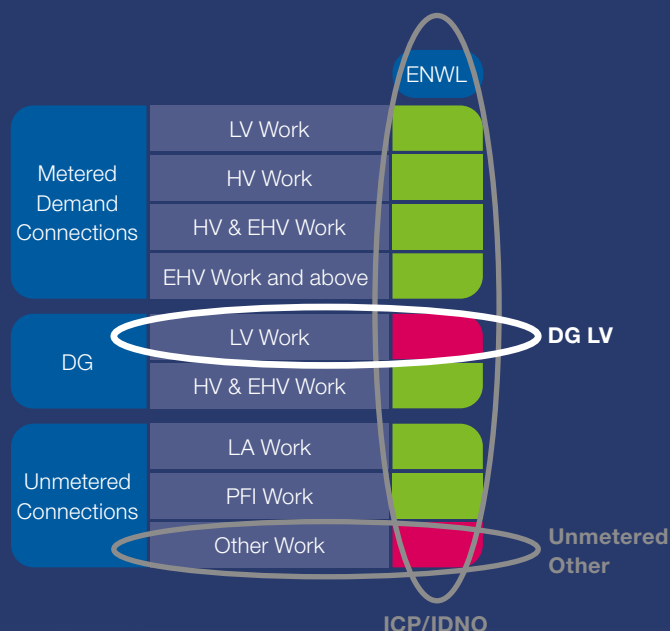 ENWL
Metered
Demand
Connections
LV Work
HV Work
HV & EHV Work
EHV Work and above
DG
LV Work
DG LV
HV & EHV Work
Unmetered
Connections
LA Work
PFI Work
Other Work
Unmetered
Other
ICP/IDNO